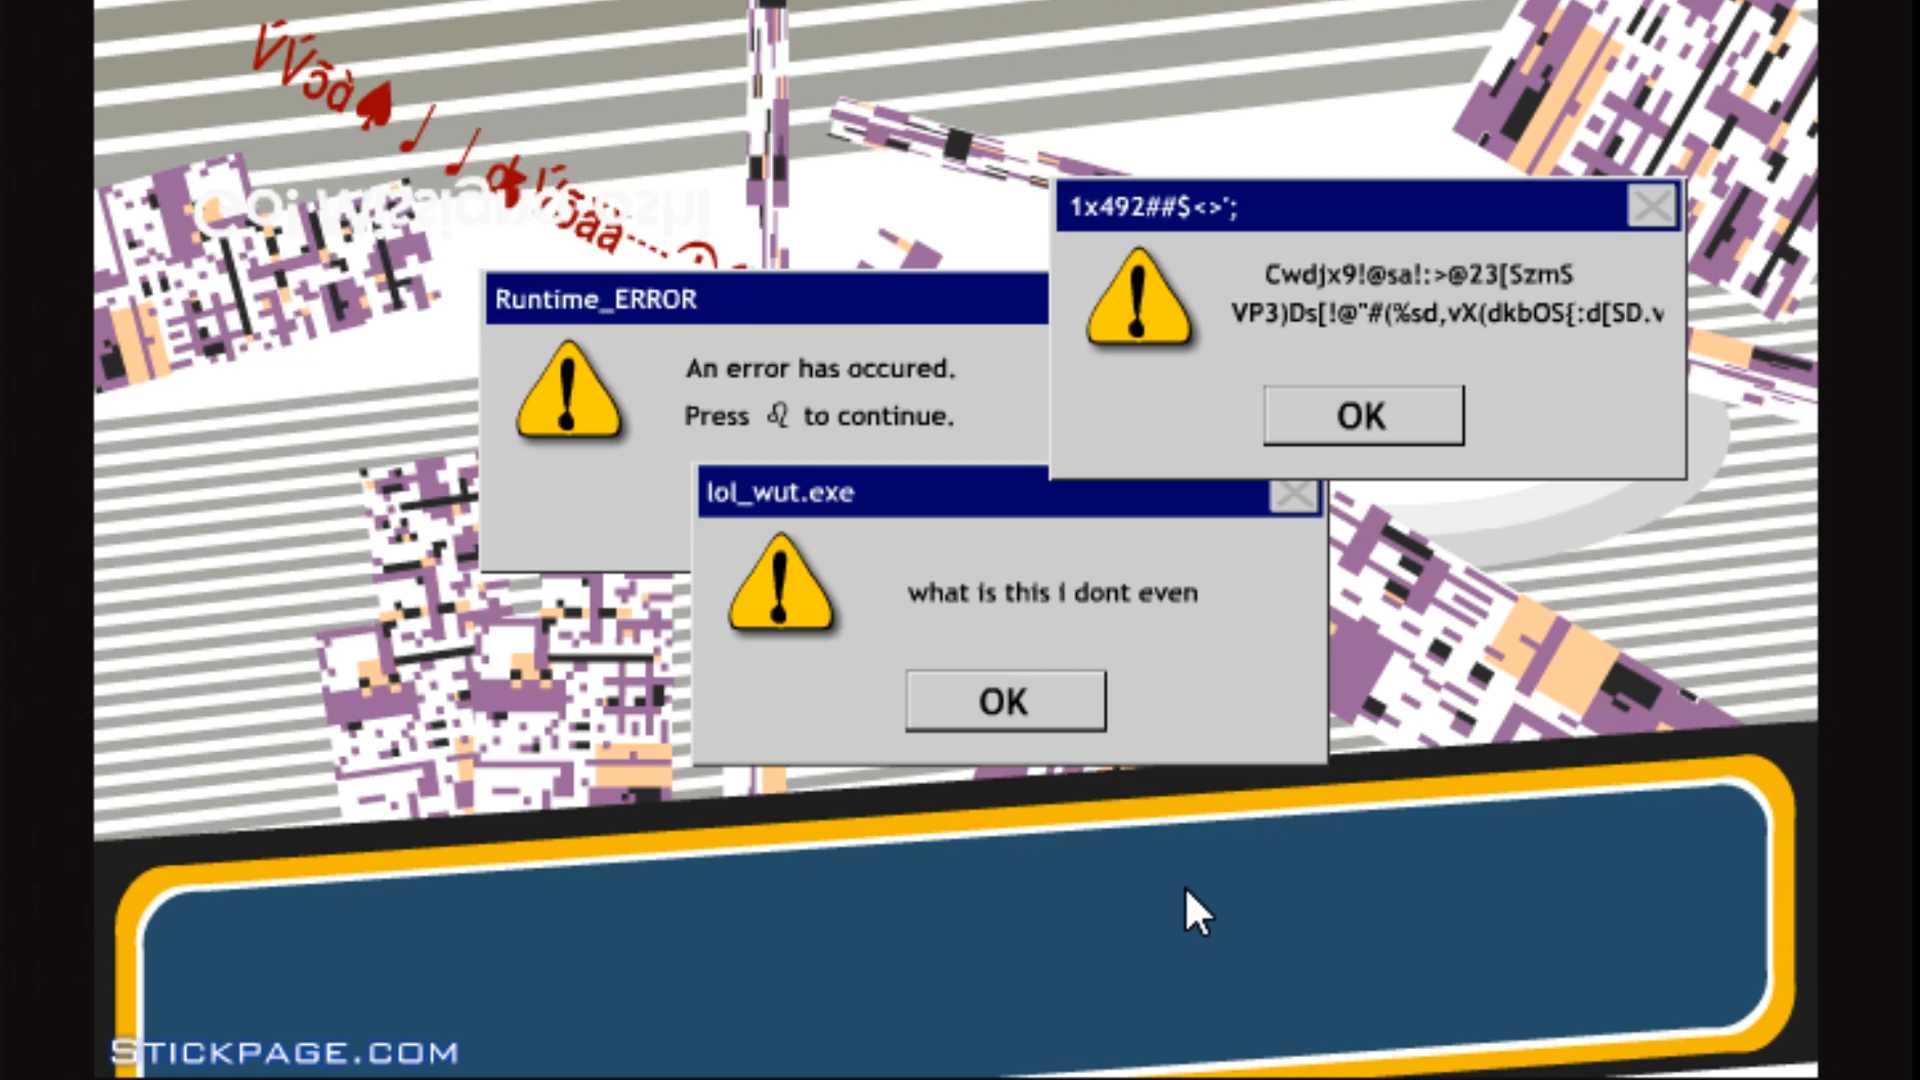 1x492##$<>';
Cwdjx9!@sa!:>@23[SzmS
VP3)Ds[!@"#(%sd,vX(dkbOS{:d[SD.v
OK
Runtime_ERROR
An error has occured.
Press ♌ to continue.
lol_wut.exe
what is this i dont even
OK
STICKPAGE.COM